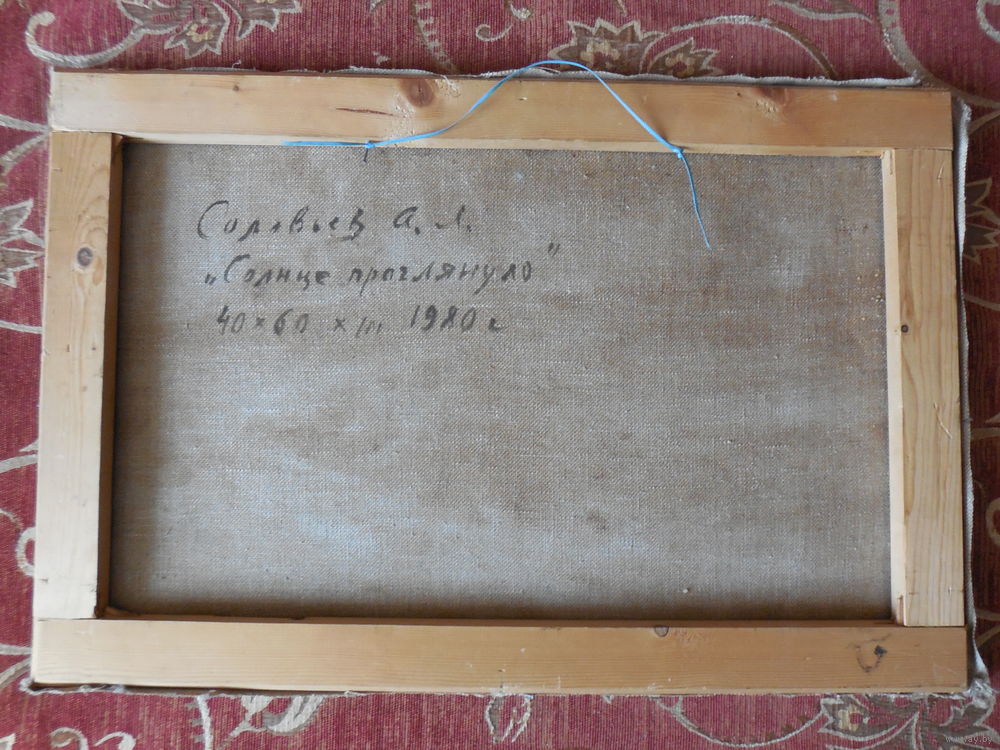 Соловьев А. Я.
„Солнце проглянуло"
40×60 х/м 1980 г